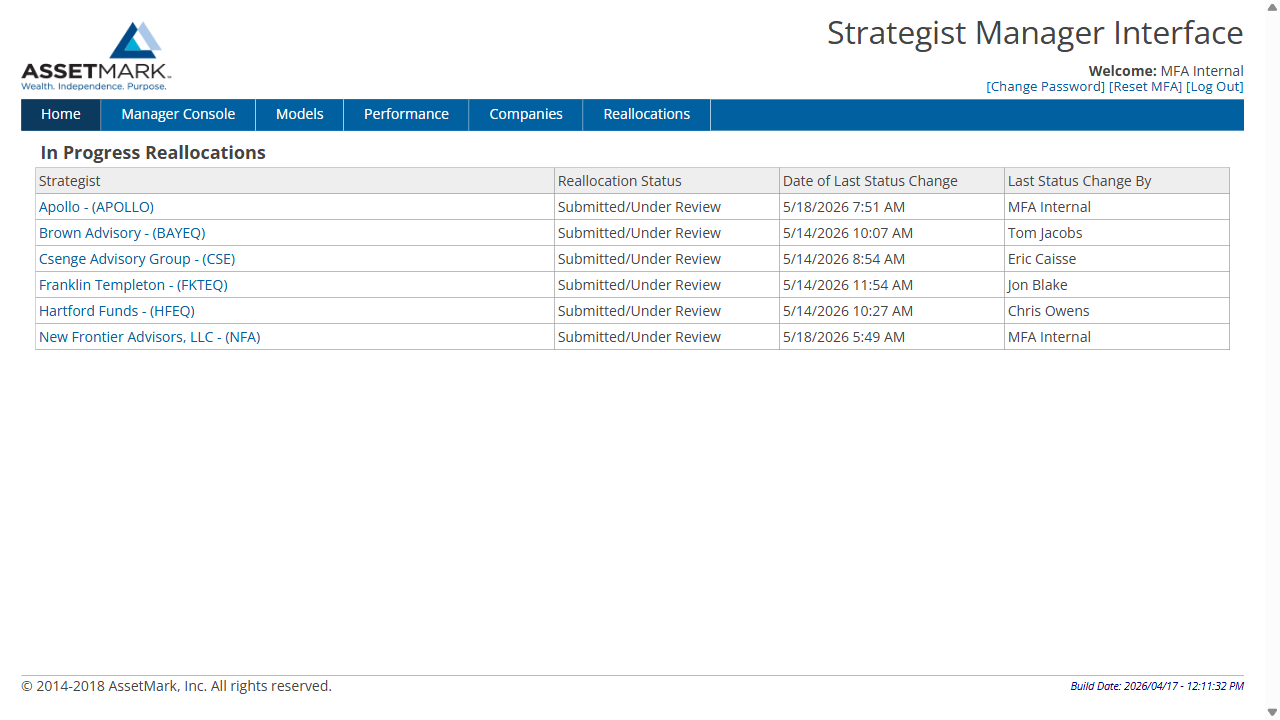 ASSETMARK™
Wealth. Independence. Purpose.
Strategist Manager Interface
Welcome: MFA Internal
[Change Password] [Reset MFA] [Log Out]
Home Manager Console Models Performance Companies Reallocations
In Progress Reallocations
Strategist Reallocation Status Date of Last Status Change Last Status Change By
Apollo - (APOLLO) Submitted/Under Review 5/18/2026 7:51 AM MFA Internal
Brown Advisory - (BAYEQ) Submitted/Under Review 5/14/2026 10:07 AM Tom Jacobs
Csenge Advisory Group - (CSE) Submitted/Under Review 5/14/2026 8:54 AM Eric Caisse
Franklin Templeton - (FKTEQ) Submitted/Under Review 5/14/2026 11:54 AM Jon Blake
Hartford Funds - (HFEQ) Submitted/Under Review 5/14/2026 10:27 AM Chris Owens
New Frontier Advisors, LLC - (NFA) Submitted/Under Review 5/18/2026 5:49 AM MFA Internal
© 2014-2018 AssetMark, Inc. All rights reserved.
Build Date: 2026/04/17 - 12:11:32 PM